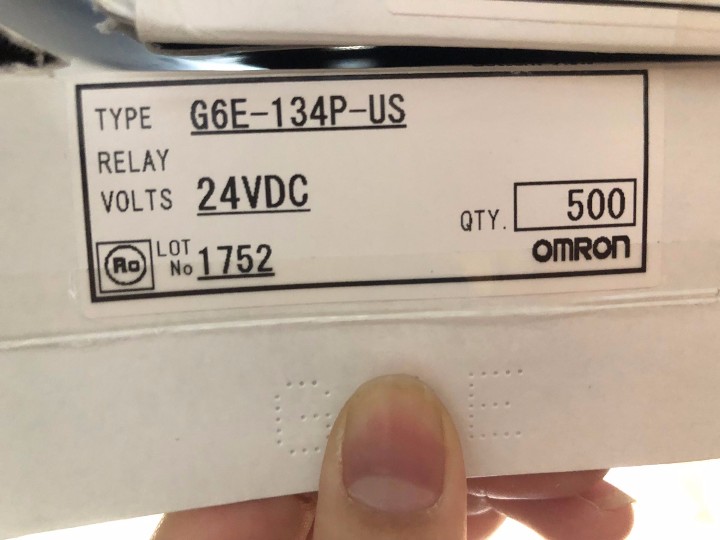 TYPE G6E-134P-US
RELAY
VOLTS 24VDC
QTY. 500
Ro LOT No 1752
OMRON